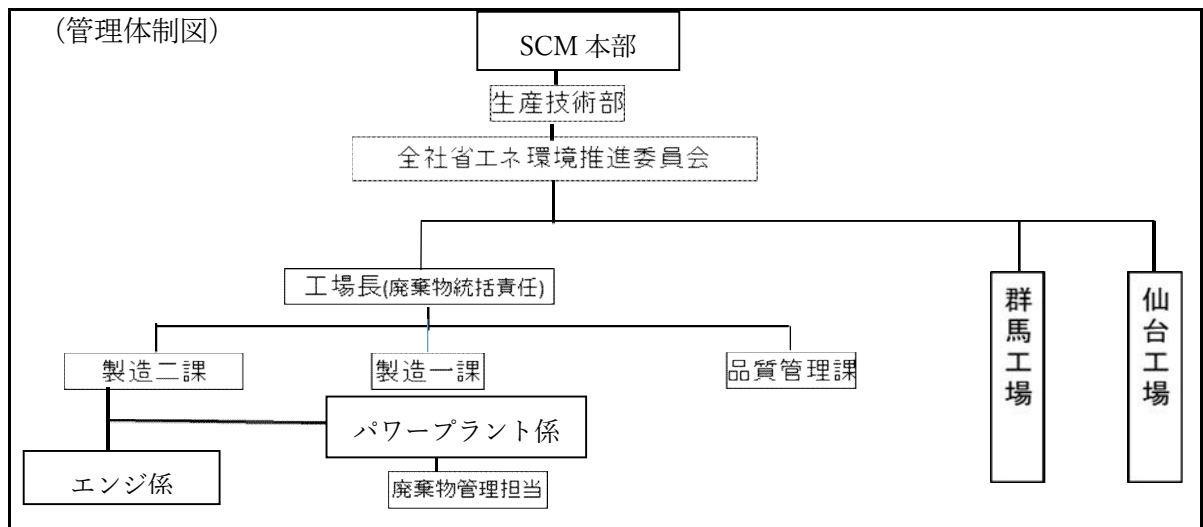 (管理体制図)
SCM 本部
生産技術部
全社省エネ環境推進委員会
工場長(廃棄物統括責任)
製造二課
製造一課
品質管理課
パワープラント係
エンジ係
廃棄物管理担当
群馬工場
仙台工場